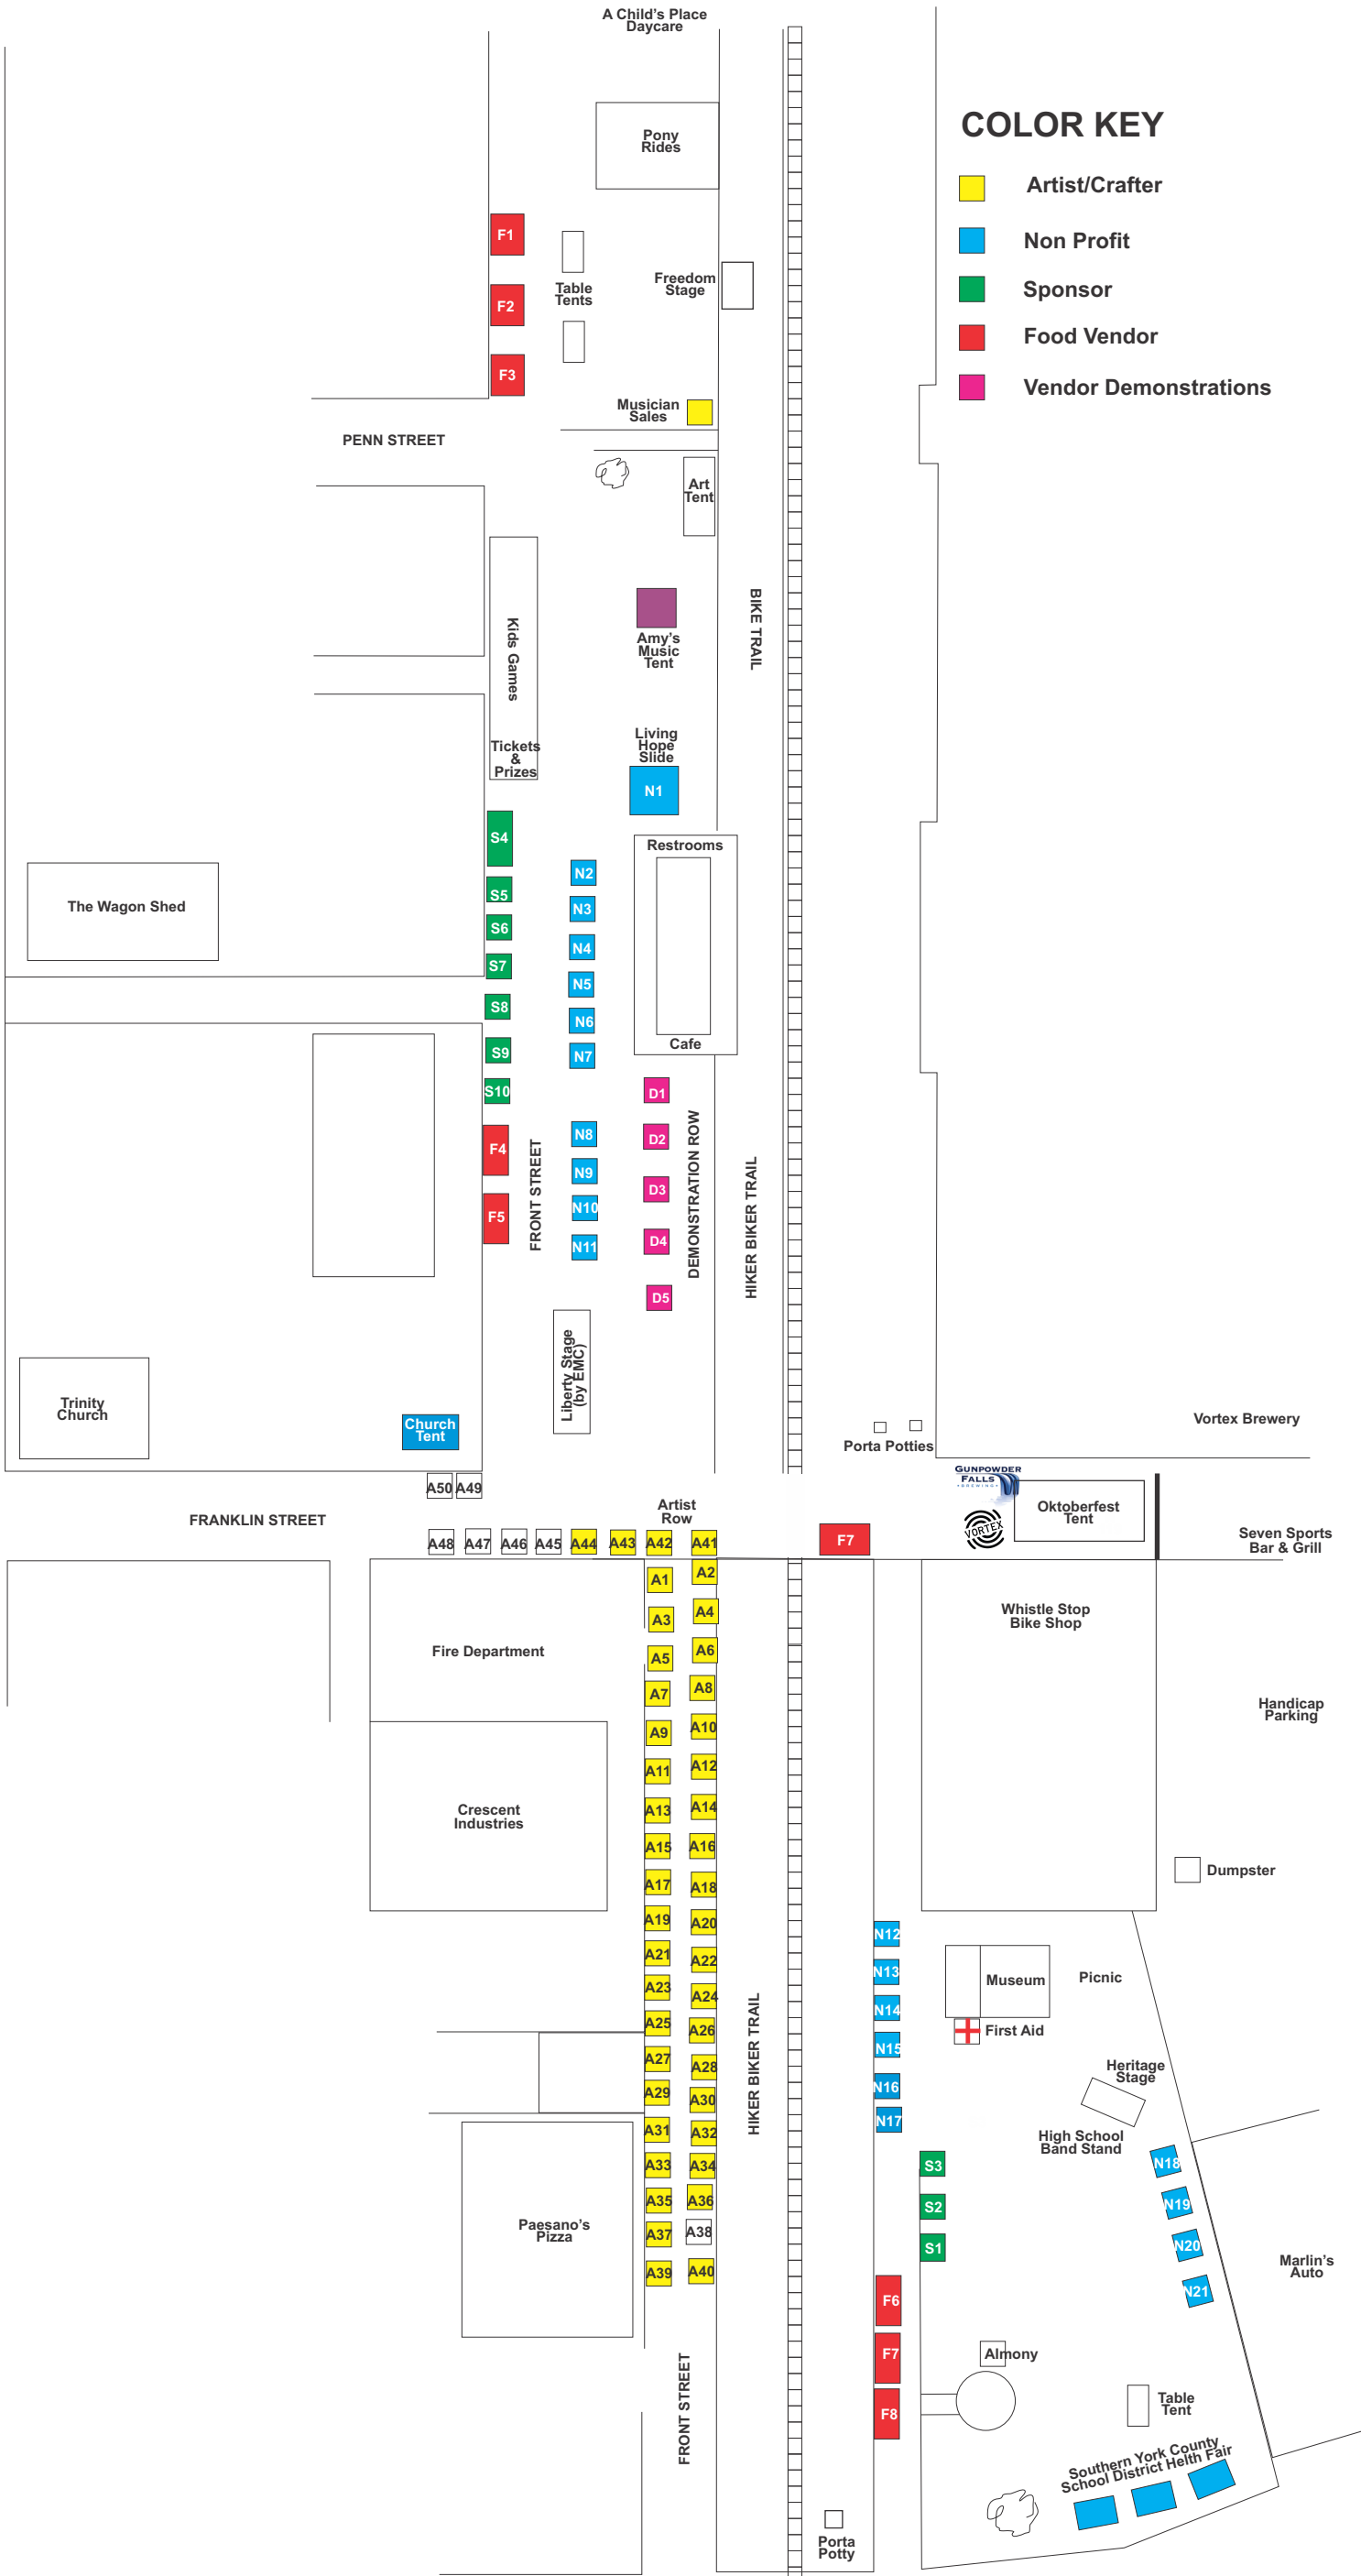 A Child's Place
Daycare
COLOR KEY
Artist/Crafter
Non Profit
Sponsor
Food Vendor
Vendor Demonstrations
Pony
Rides
F1
F2
F3
Table
Tents
Freedom
Stage
Musician
Sales
PENN STREET
Art
Tent
Kids Games
Tickets
&
Prizes
Amy's
Music
Tent
BIKE TRAIL
Living
Hope
Slide
N1
Restrooms
Cafe
The Wagon Shed
S4
S5
S6
S7
S8
S9
S10
F4
F5
N2
N3
N4
N5
N6
N7
N8
N9
N10
N11
D1
D2
D3
D4
D5
FRONT STREET
DEMONSTRATION ROW
HIKER BIKER TRAIL
Liberty Stage
(by EMC)
Trinity
Church
Church
Tent
Porta Potties
Vortex Brewery
A50
A49
FRANKLIN STREET
Artist
Row
A48
A47
A46
A45
A44
A43
A42
A41
F7
GUNPOWDER
FALLS
BREWING
VORTEX
Oktoberfest
Tent
Seven Sports
Bar & Grill
A1
A2
A3
A4
A5
A6
A7
A8
A9
A10
A11
A12
A13
A14
A15
A16
A17
A18
A19
A20
A21
A22
A23
A24
A25
A26
A27
A28
A29
A30
A31
A32
A33
A34
A35
A36
A37
A38
A39
A40
Fire Department
Crescent
Industries
Paesano's
Pizza
HIKER BIKER TRAIL
FRONT STREET
Whistle Stop
Bike Shop
Handicap
Parking
Dumpster
N12
N13
N14
N15
N16
N17
Museum
Picnic
First Aid
Heritage
Stage
High School
Band Stand
S3
S2
S1
N18
N19
N20
N21
Marlin's
Auto
F6
F7
F8
Almony
Table
Tent
Southern York County
School District Helth Fair
Porta
Potty